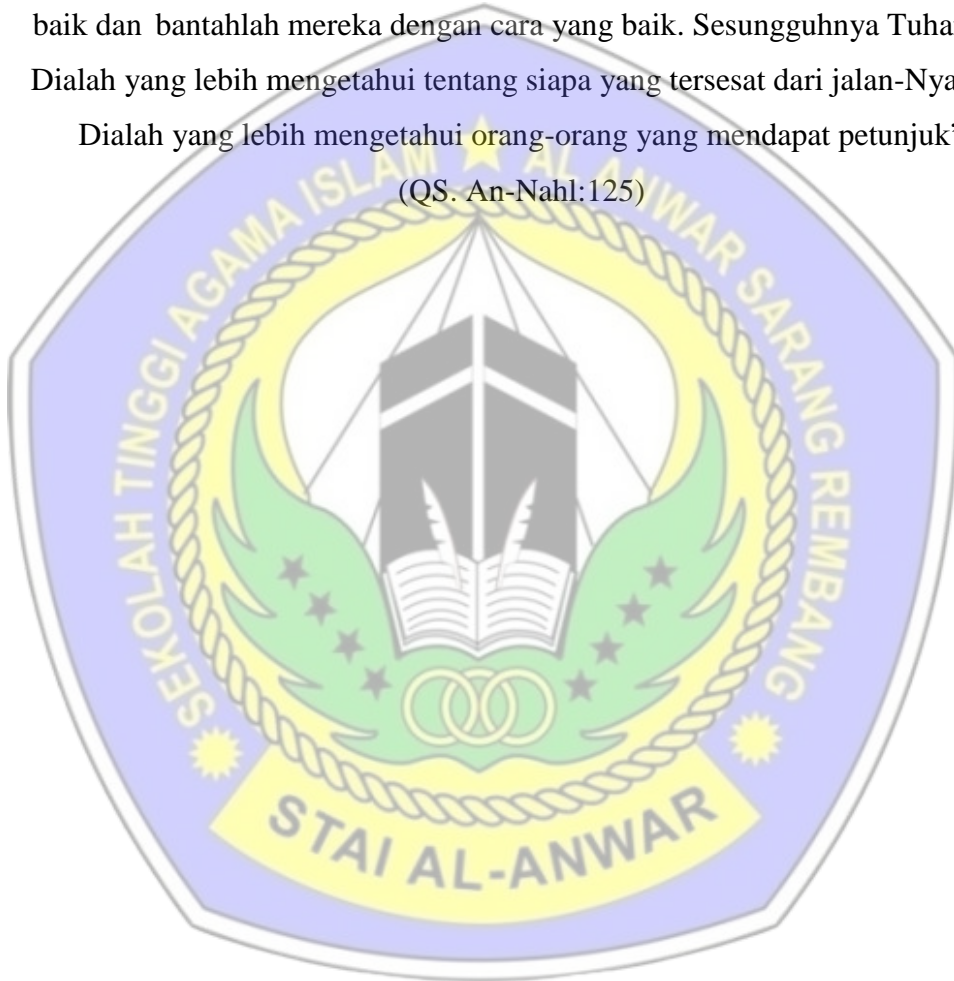 baik dan bantahlah mereka dengan cara yang baik. Sesungguhnya Tuha
Dialah yang lebih mengetahui tentang siapa yang tersesat dari jalan-Nya
Dialah yang lebih mengetahui orang-orang yang mendapat petunjuk”
(QS. An-Nahl:125)
SEKOLAH TINGGI AGAMA ISLAM AL ANWAR SARANG REMBANG
STAI AL-ANWAR